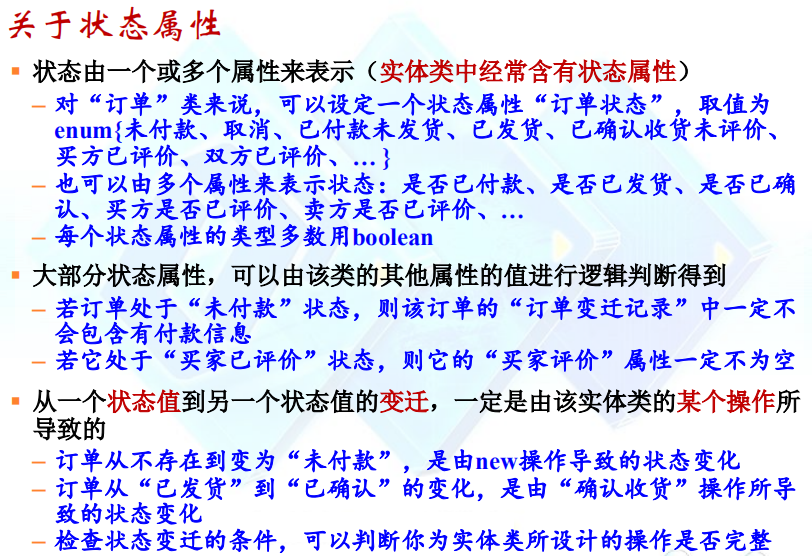 关于状态属性
▪ 状态由一个或多个属性来表示（实体类中经常含有状态属性）
– 对“订单”类来说，可以设定一个状态属性“订单状态”，取值为
enum{未付款、取消、已付款未发货、已发货、已确认收货未评价、
买方已评价、双方已评价、… }
– 也可以由多个属性来表示状态：是否已付款、是否已发货、是否已确
认、买方是否已评价、卖方是否已评价、…
– 每个状态属性的类型多数用boolean
▪ 大部分状态属性，可以由该类的其他属性的值进行逻辑判断得到
– 若订单处于“未付款”状态，则该订单的“订单变迁记录”中一定不
会包含有付款信息
– 若它处于“买家已评价”状态，则它的“买家评价”属性一定不为空
▪ 从一个状态值到另一个状态值的变迁，一定是由该实体类的某个操作所
导致的
– 订单从不存在到变为“未付款”，是由new操作导致的状态变化
– 订单从“已发货”到“已确认”的变化，是由“确认收货”操作所导
致的状态变化
– 检查状态变迁的条件，可以判断你为实体类所设计的操作是否完整